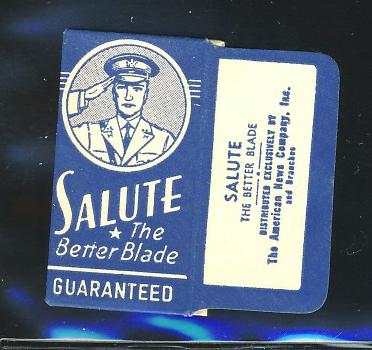 SALUTE
★ The
Better Blade
GUARANTEED
SALUTE
THE BETTER BLADE
DISTRIBUTED EXCLUSIVELY BY
The American News Company, Inc.
and Branches